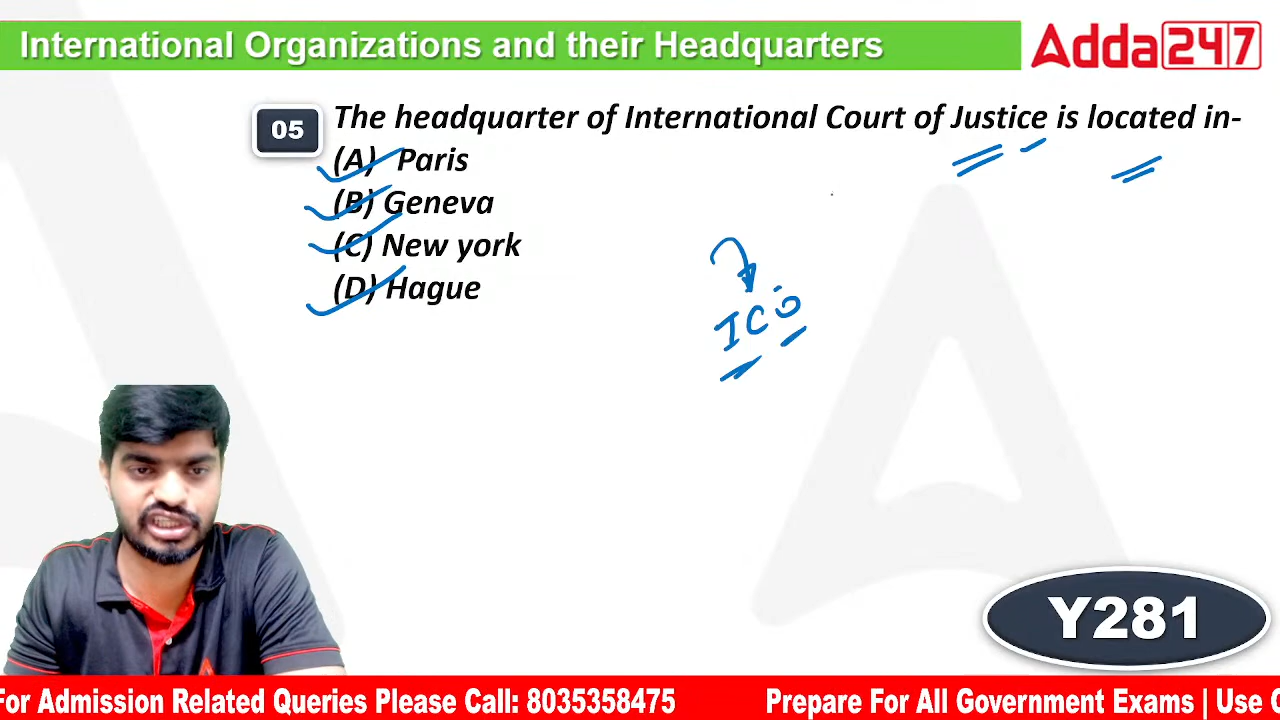 International Organizations and their Headquarters
Adda247
05
The headquarter of International Court of Justice is located in-
(A) Paris
(B) Geneva
(C) New york
(D) Hague
Y281
For Admission Related Queries Please Call: 8035358475 Prepare For All Government Exams | Use